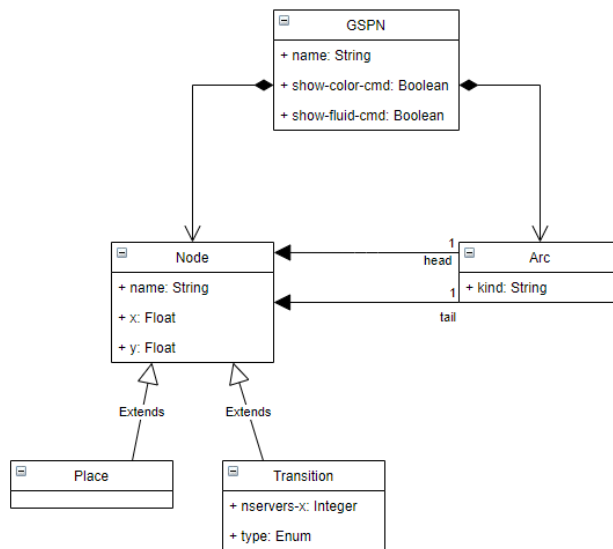 GSPN
+ name: String
+ show-color-cmd: Boolean
+ show-fluid-cmd: Boolean
Node
+ name: String
+ x: Float
+ y: Float
1
head
1
tail
Arc
+ kind: String
Extends
Extends
Place
Transition
+ nservers-x: Integer
+ type: Enum